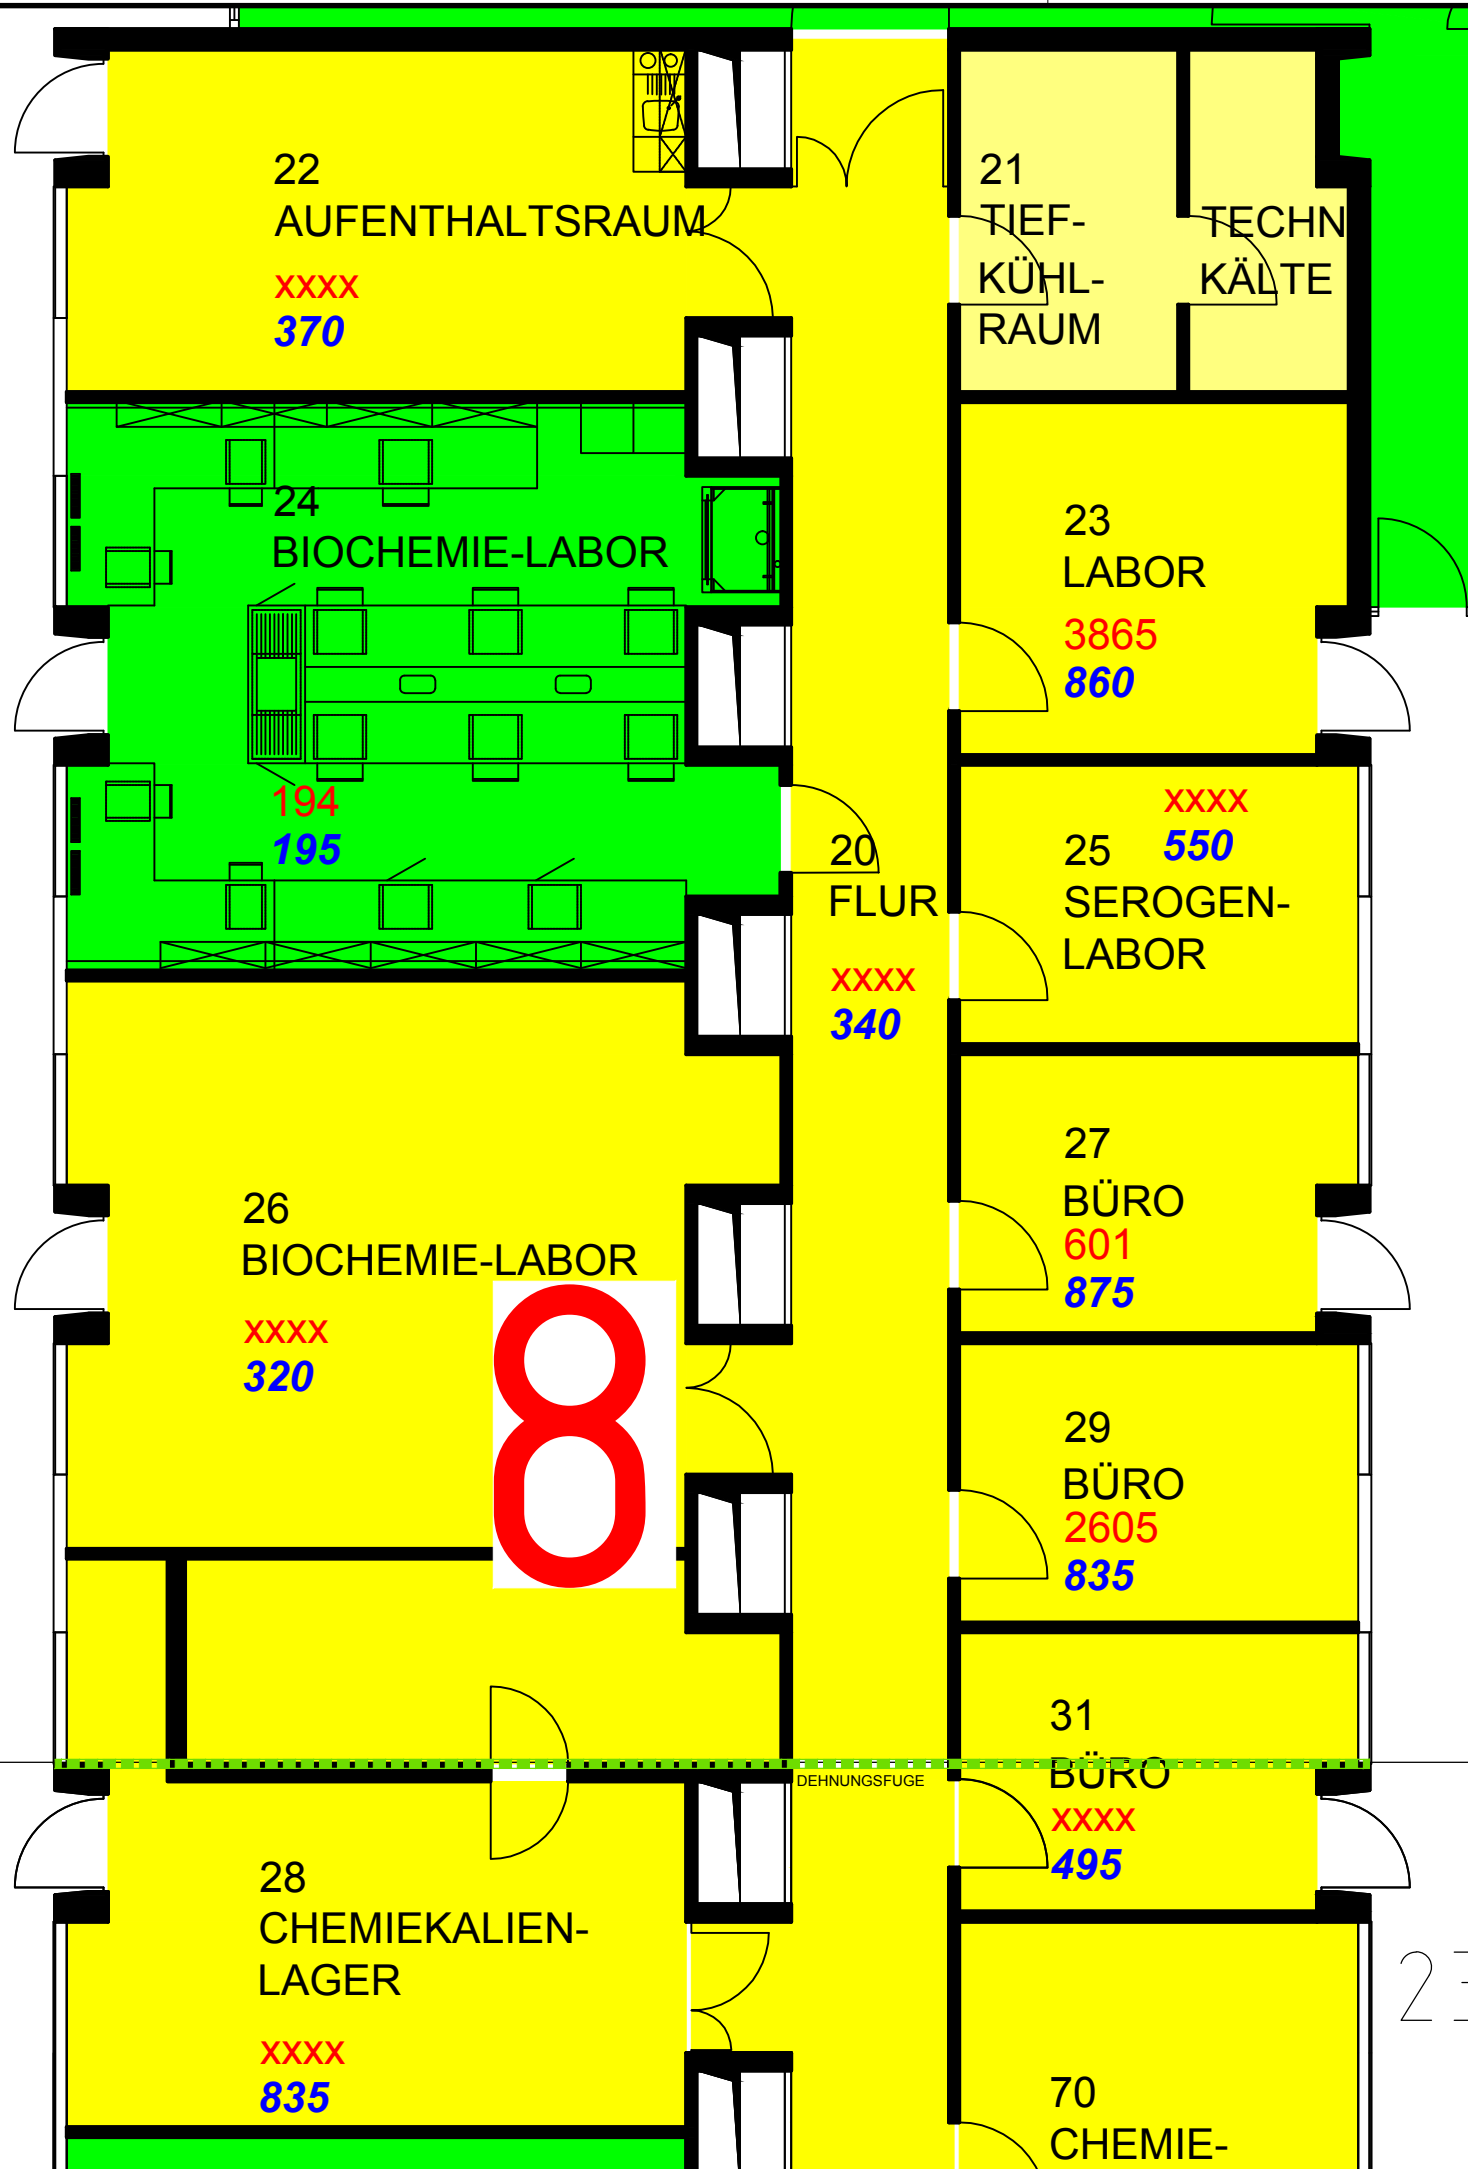 22
AUFENTHALTSRAUM
xxxx
370
21
TIEF-
KÜHL-
RAUM
TECHN
KÄLTE
24
BIOCHEMIE-LABOR
194
195
23
LABOR
3865
860
20
FLUR
xxxx
340
xxxx
550
25
SEROGEN-
LABOR
26
BIOCHEMIE-LABOR
xxxx
320
8
27
BÜRO
601
875
29
BÜRO
2605
835
31
BÜRO
xxxx
495
DEHNUNGSFUGE
28
CHEMIEKALIEN-
LAGER
xxxx
835
70
CHEMIE-